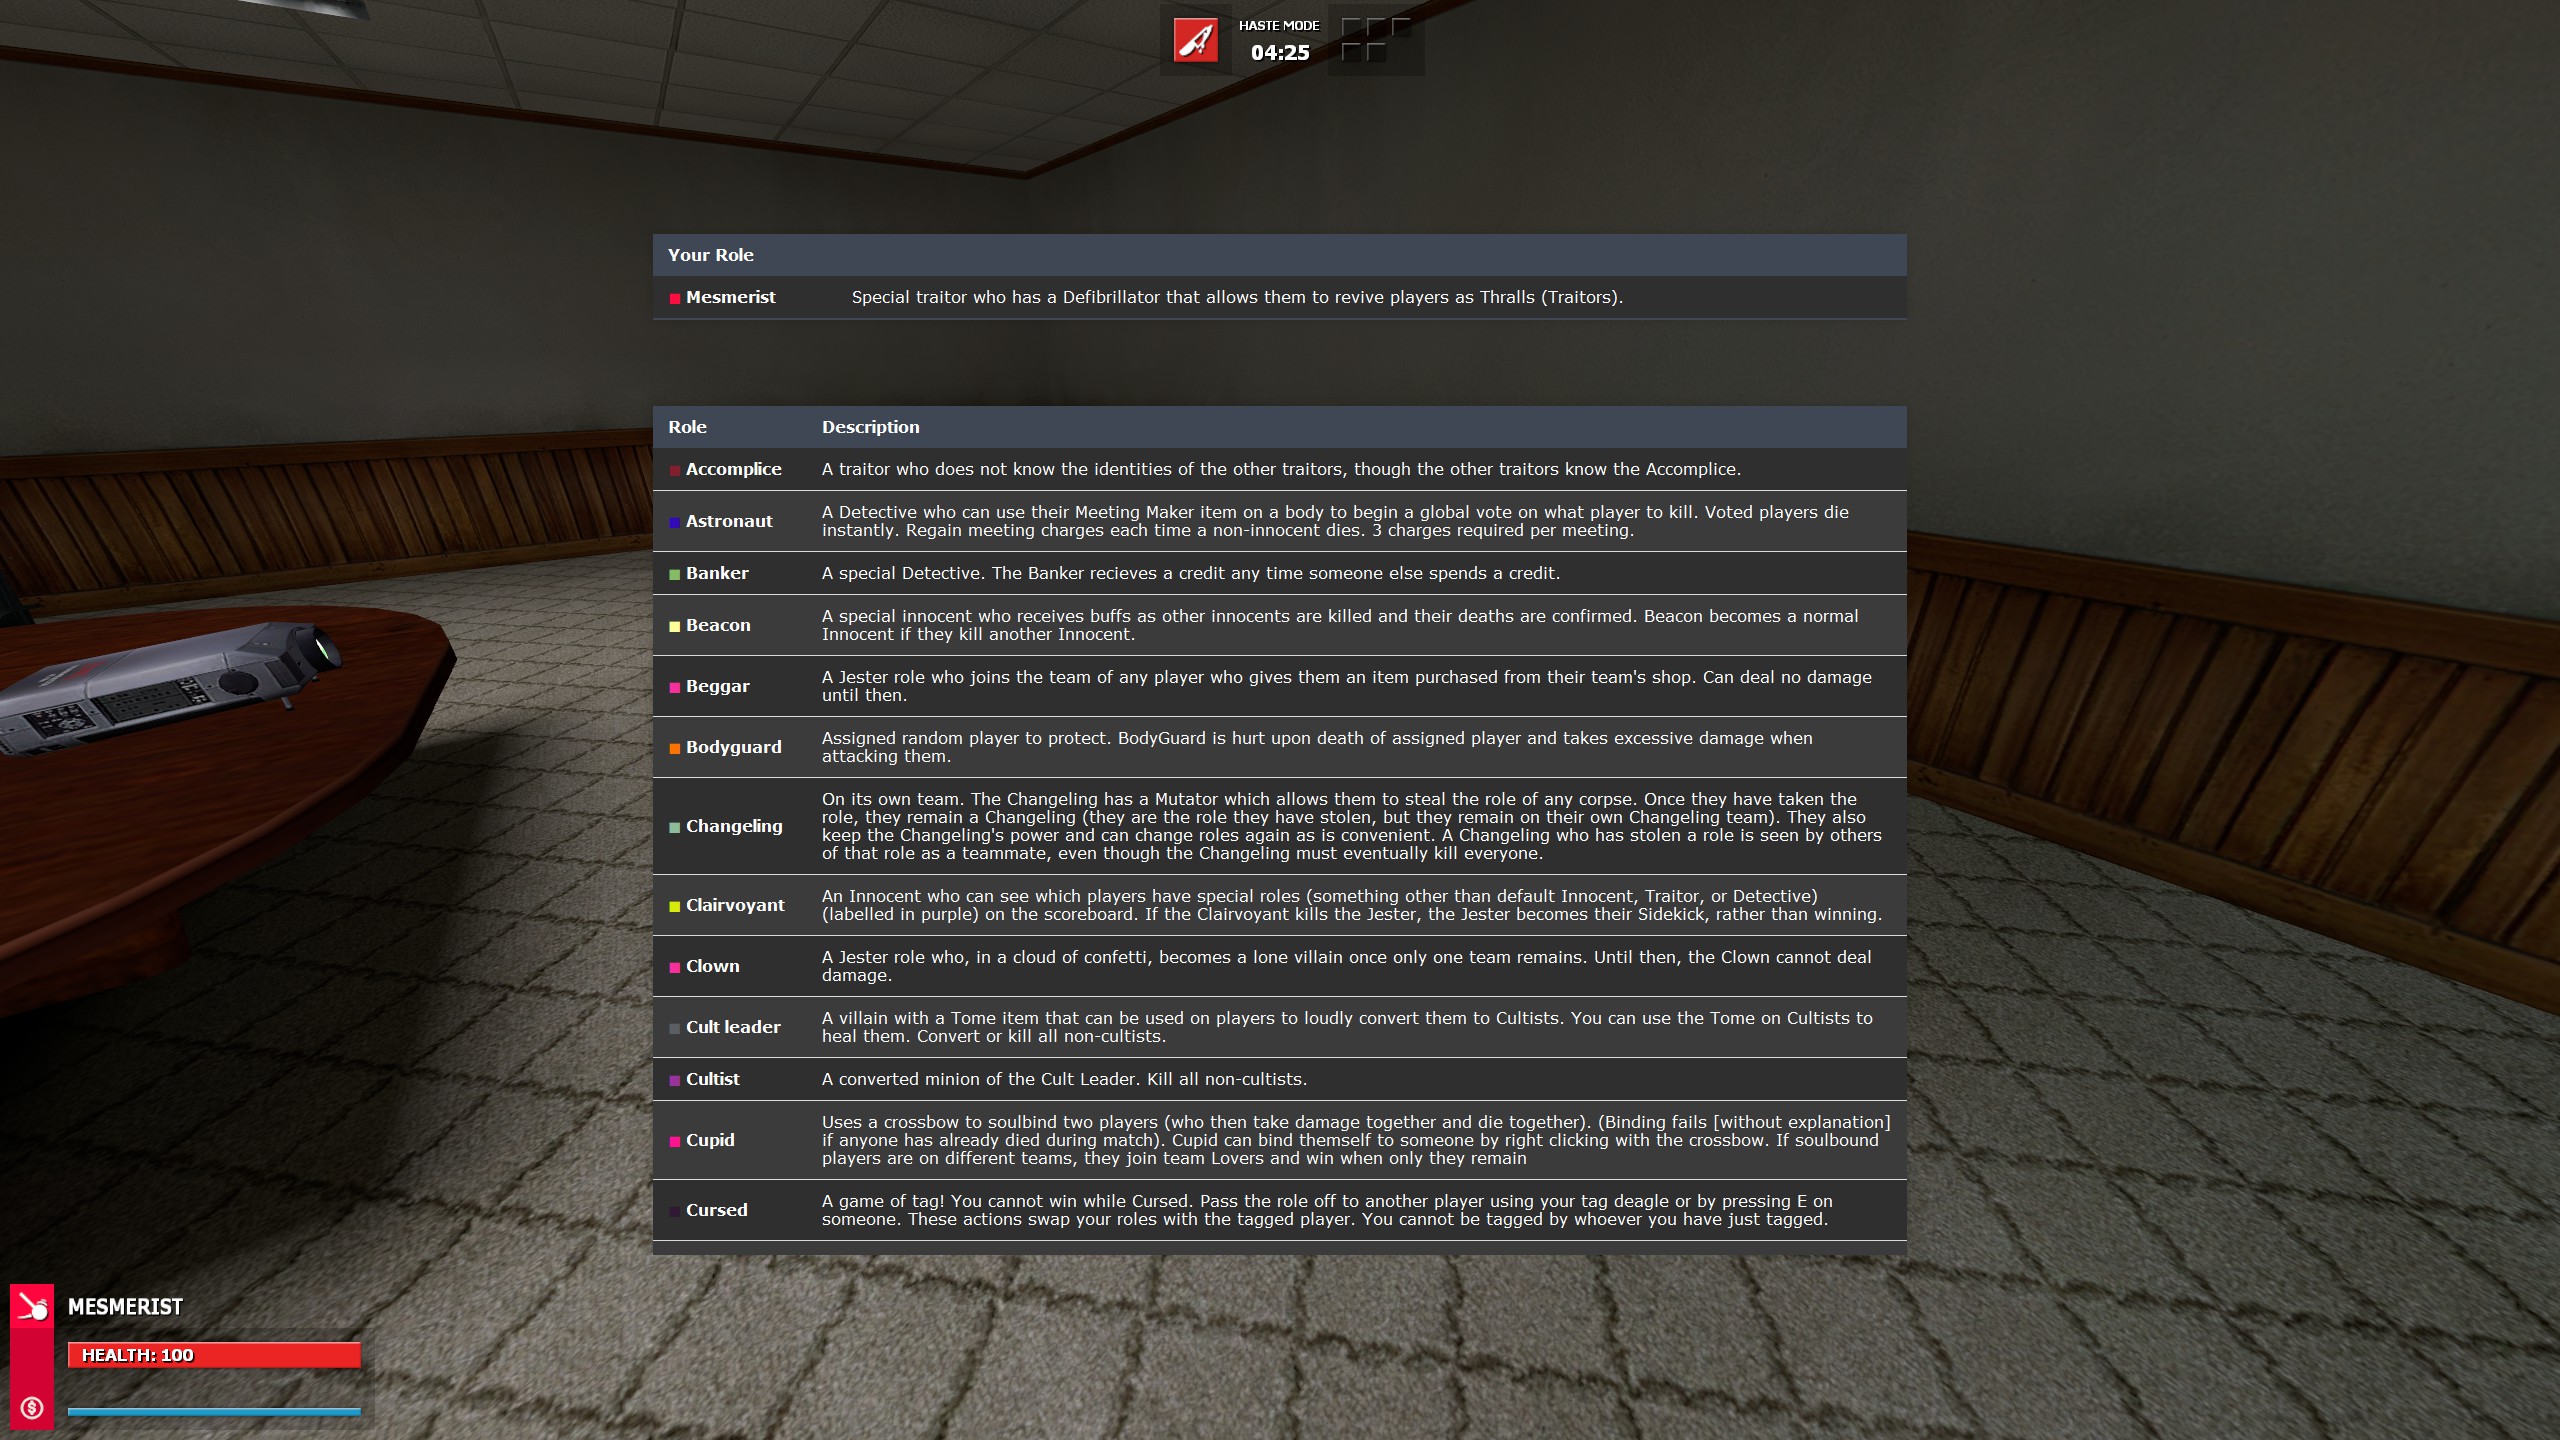 HASTE MODE
04:25
Your Role
Mesmerist Special traitor who has a Defibrillator that allows them to revive players as Thralls (Traitors).
Role Description
Accomplice A traitor who does not know the identities of the other traitors, though the other traitors know the Accomplice.
Astronaut A Detective who can use their Meeting Maker item on a body to begin a global vote on what player to kill. Voted players die
instantly. Regain meeting charges each time a non-innocent dies. 3 charges required per meeting.
Banker A special Detective. The Banker recieves a credit any time someone else spends a credit.
Beacon A special innocent who receives buffs as other innocents are killed and their deaths are confirmed. Beacon becomes a normal
Innocent if they kill another Innocent.
Beggar A Jester role who joins the team of any player who gives them an item purchased from their team's shop. Can deal no damage
until then.
Bodyguard Assigned random player to protect. BodyGuard is hurt upon death of assigned player and takes excessive damage when
attacking them.
Changeling On its own team. The Changeling has a Mutator which allows them to steal the role of any corpse. Once they have taken the
role, they remain a Changeling (they are the role they have stolen, but they remain on their own Changeling team). They also
keep the Changeling's power and can change roles again as is convenient. A Changeling who has stolen a role is seen by others
of that role as a teammate, even though the Changeling must eventually kill everyone.
Clairvoyant An Innocent who can see which players have special roles (something other than default Innocent, Traitor, or Detective)
(labelled in purple) on the scoreboard. If the Clairvoyant kills the Jester, the Jester becomes their Sidekick, rather than winning.
Clown A Jester role who, in a cloud of confetti, becomes a lone villain once only one team remains. Until then, the Clown cannot deal
damage.
Cult leader A villain with a Tome item that can be used on players to loudly convert them to Cultists. You can use the Tome on Cultists to
heal them. Convert or kill all non-cultists.
Cultist A converted minion of the Cult Leader. Kill all non-cultists.
Cupid Uses a crossbow to soulbind two players (who then take damage together and die together). (Binding fails [without explanation]
if anyone has already died during match). Cupid can bind themself to someone by right clicking with the crossbow. If soulbound
players are on different teams, they join team Lovers and win when only they remain
Cursed A game of tag! You cannot win while Cursed. Pass the role off to another player using your tag deagle or by pressing E on
someone. These actions swap your roles with the tagged player. You cannot be tagged by whoever you have just tagged.
MESMERIST
HEALTH: 100